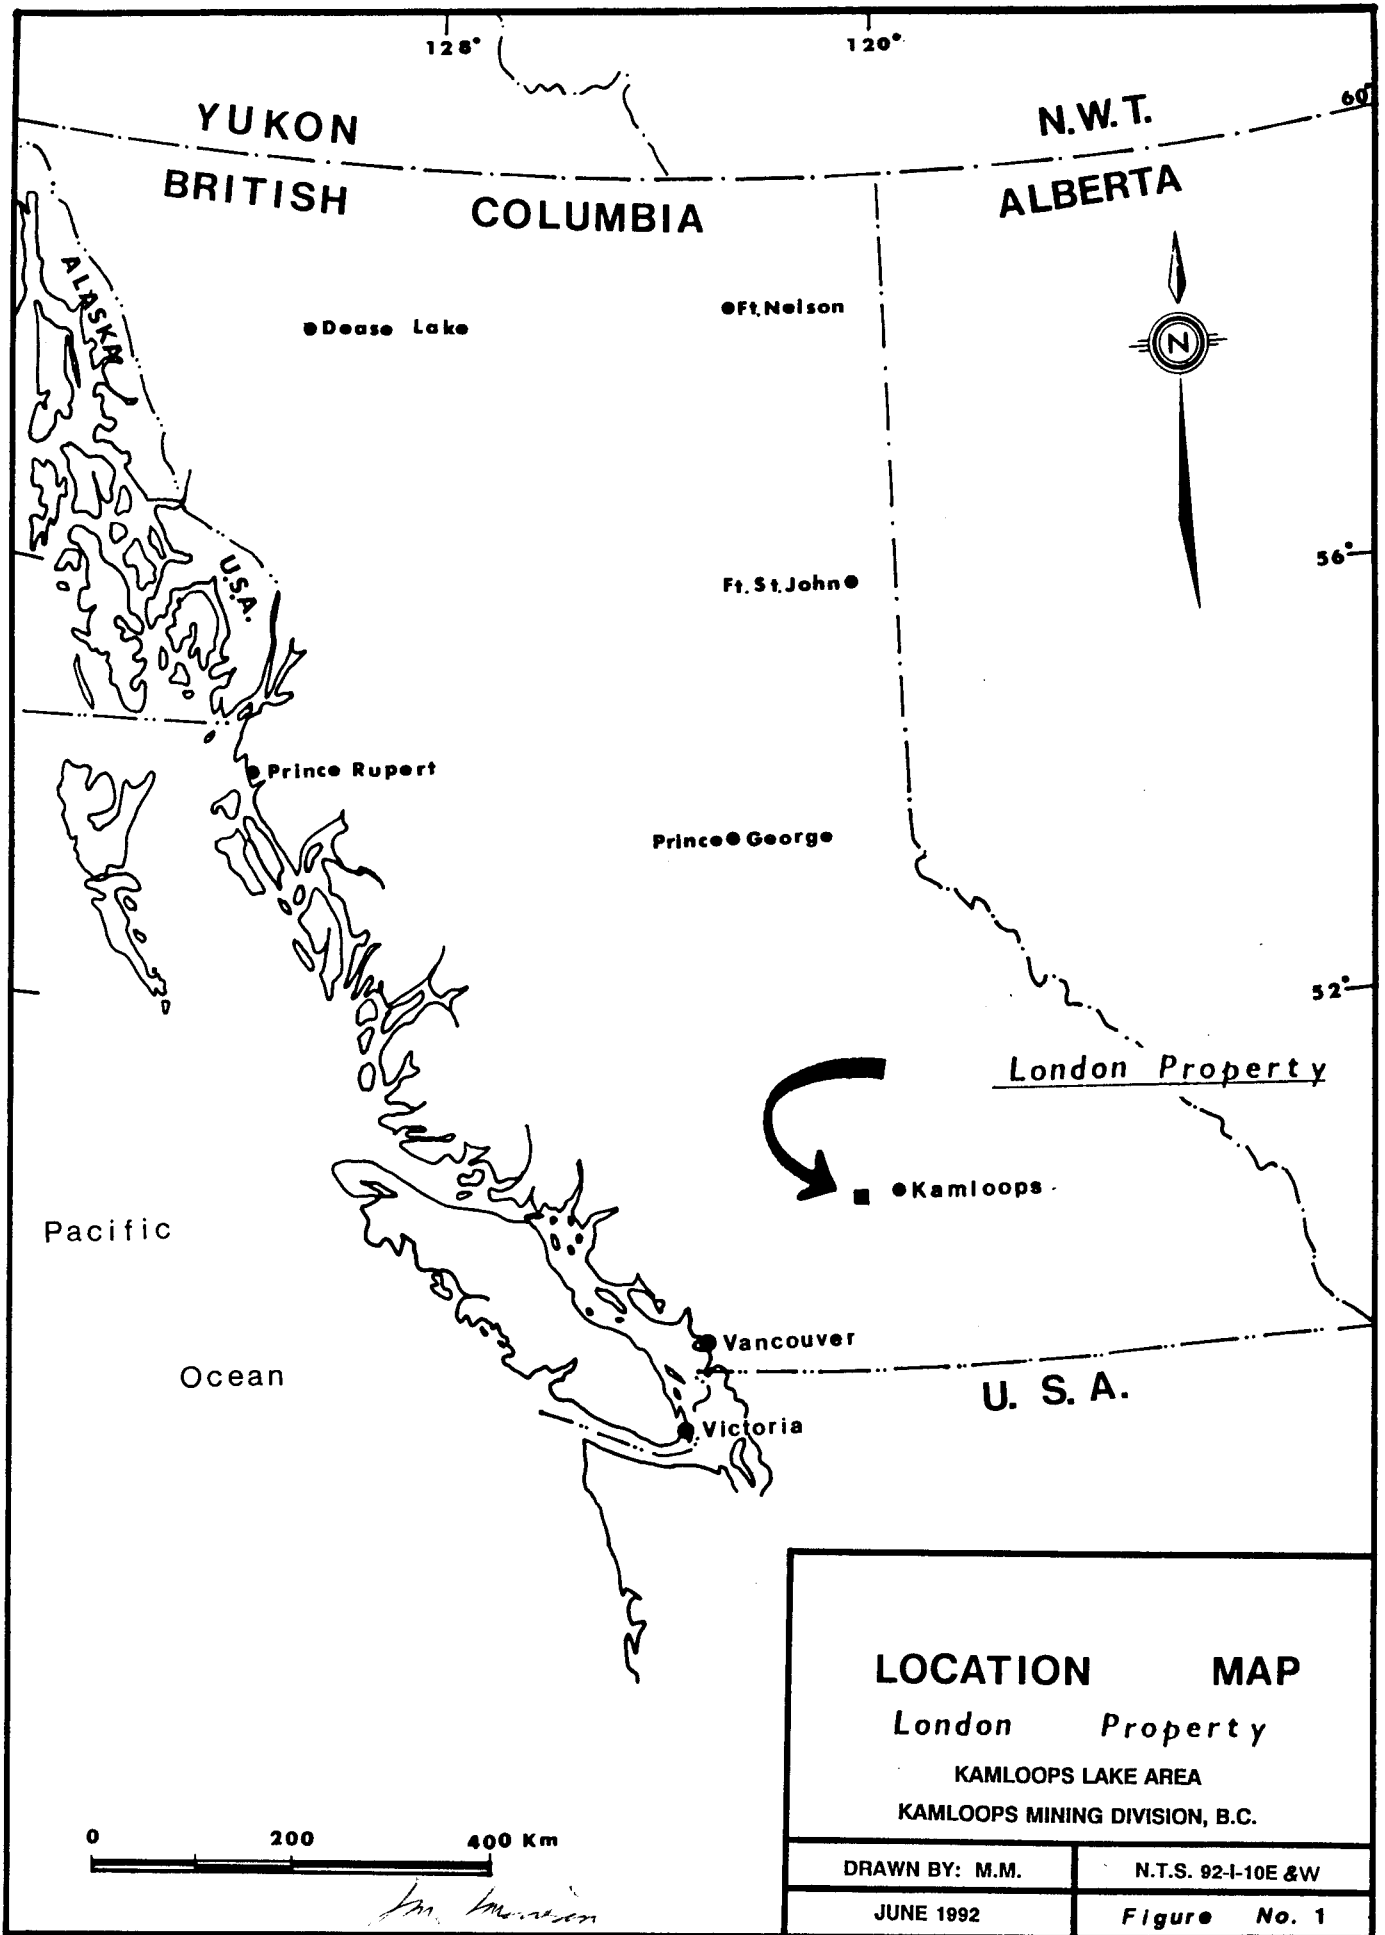 128° 120°
60°
YUKON N.W.T.
BRITISH COLUMBIA ALBERTA
ALASKA
Dease Lake
Ft. Nelson
N
56°
U.S.A.
Ft. St. John
Prince Rupert
Prince George
52°
London Property
Kamloops
Pacific
Ocean
Vancouver
U. S. A.
Victoria
LOCATION MAP
London Property
KAMLOOPS LAKE AREA
KAMLOOPS MINING DIVISION, B.C.
0 200 400 Km
DRAWN BY: M.M. N.T.S. 92-I-10E &W
JUNE 1992 Figure No. 1